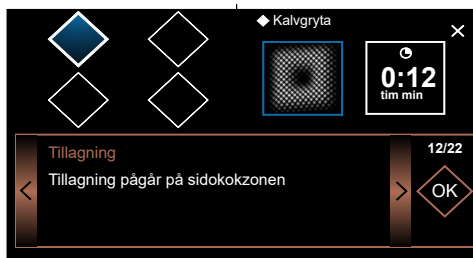 Kalvgryta
0:12
tim min
Tillagning
12/22
Tillagning pågår på sidokokzonen
OK